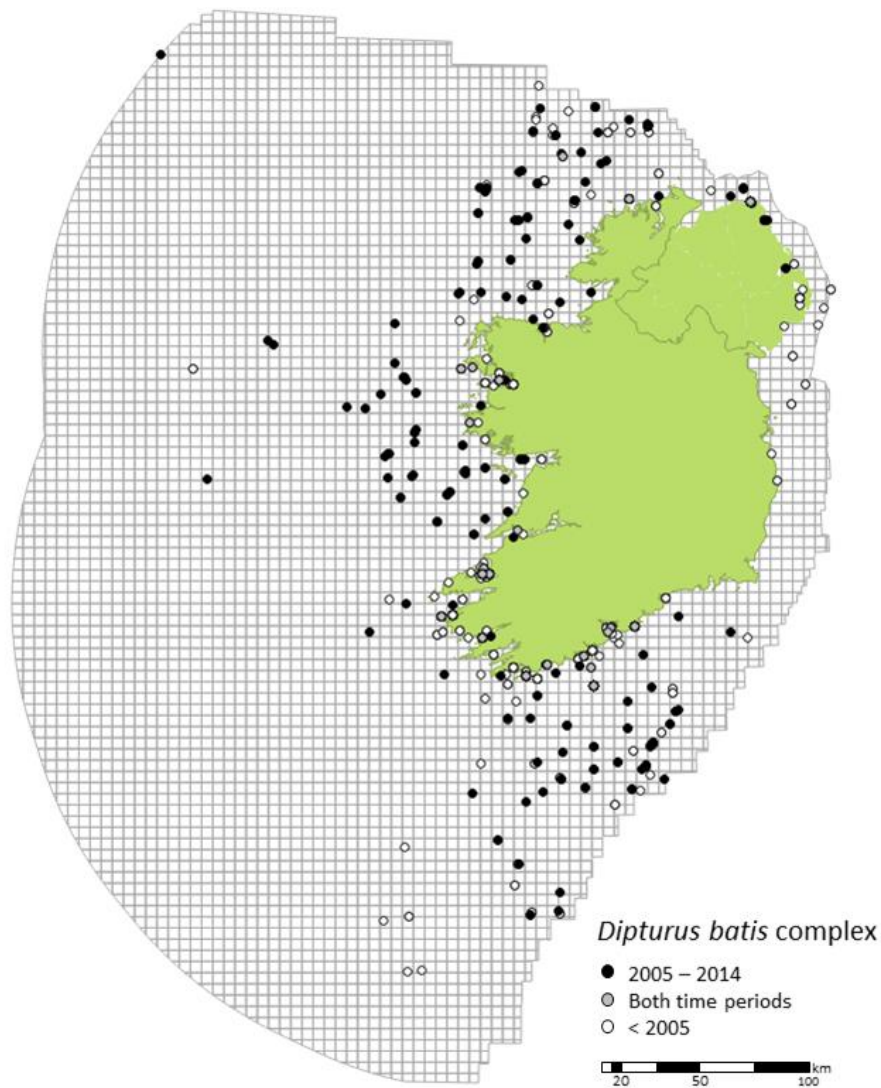 Dipturus batis complex
2005 – 2014
Both time periods
< 2005
km
20 50 100